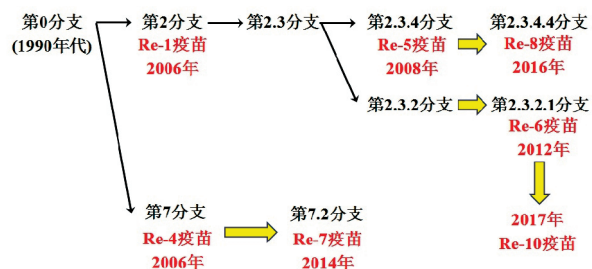 第0分支
(1990年代)
第2分支
Re-1疫苗
2006年
第2.3分支
第2.3.4分支
Re-5疫苗
2008年
第2.3.4.4分支
Re-8疫苗
2016年
第2.3.2分支
第2.3.2.1分支
Re-6疫苗
2012年
2017年
Re-10疫苗
第7分支
Re-4疫苗
2006年
第7.2分支
Re-7疫苗
2014年